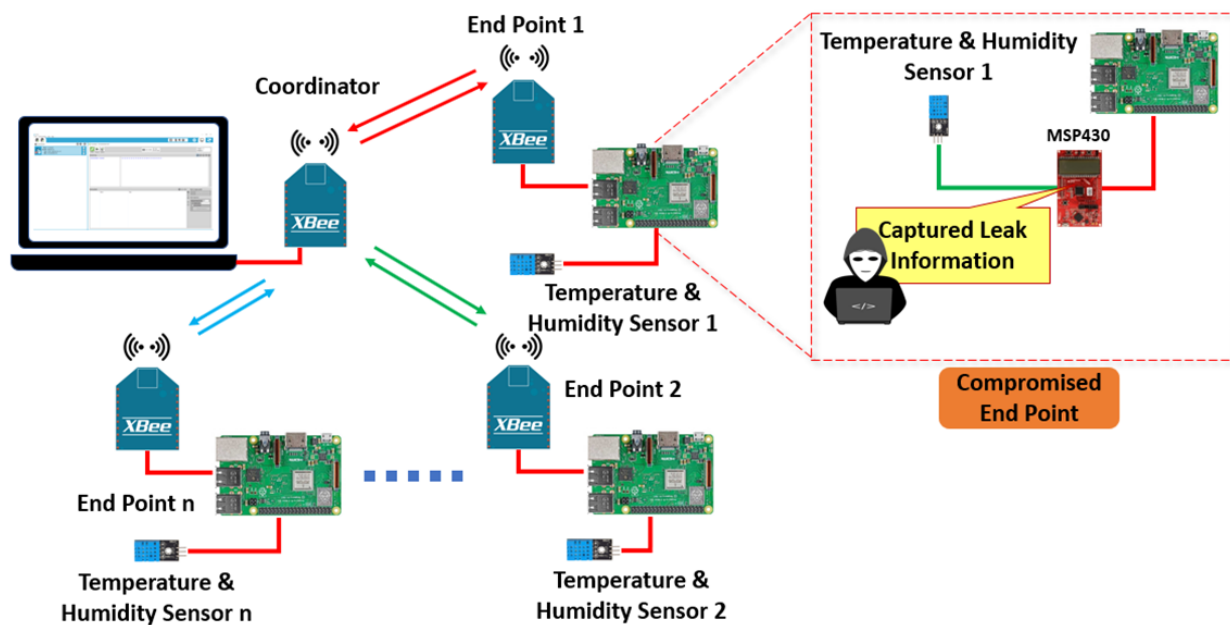 End Point 1
Coordinator
XBee
XBee
Temperature &
Humidity Sensor 1
Temperature & Humidity
Sensor 1
MSP430
Captured Leak
Information
</>
Compromised
End Point
End Point 2
XBee
XBee
End Point n
Temperature &
Humidity Sensor n
Temperature &
Humidity Sensor 2